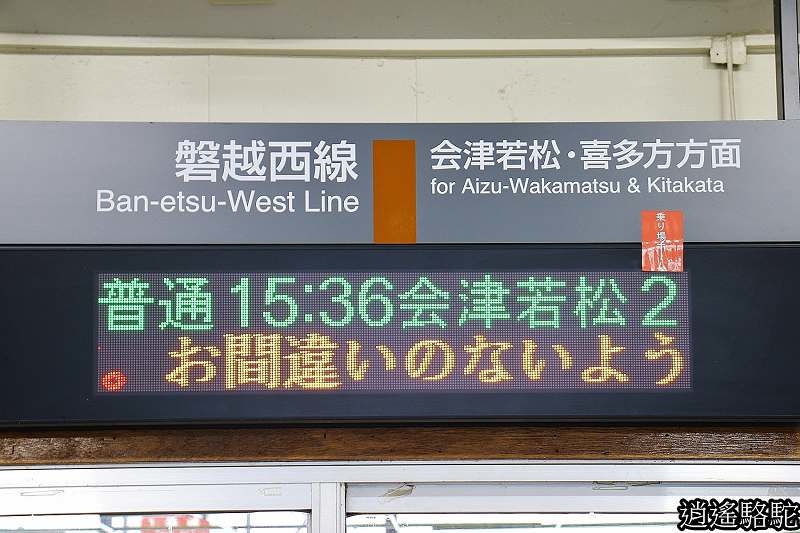 磐越西線
Ban-etsu-West Line
会津若松・喜多方方面
for Aizu-Wakamatsu & Kitakata
乗り場
普通 15:36 会津若松 2
お間違いのないよう
逍遙駱駝